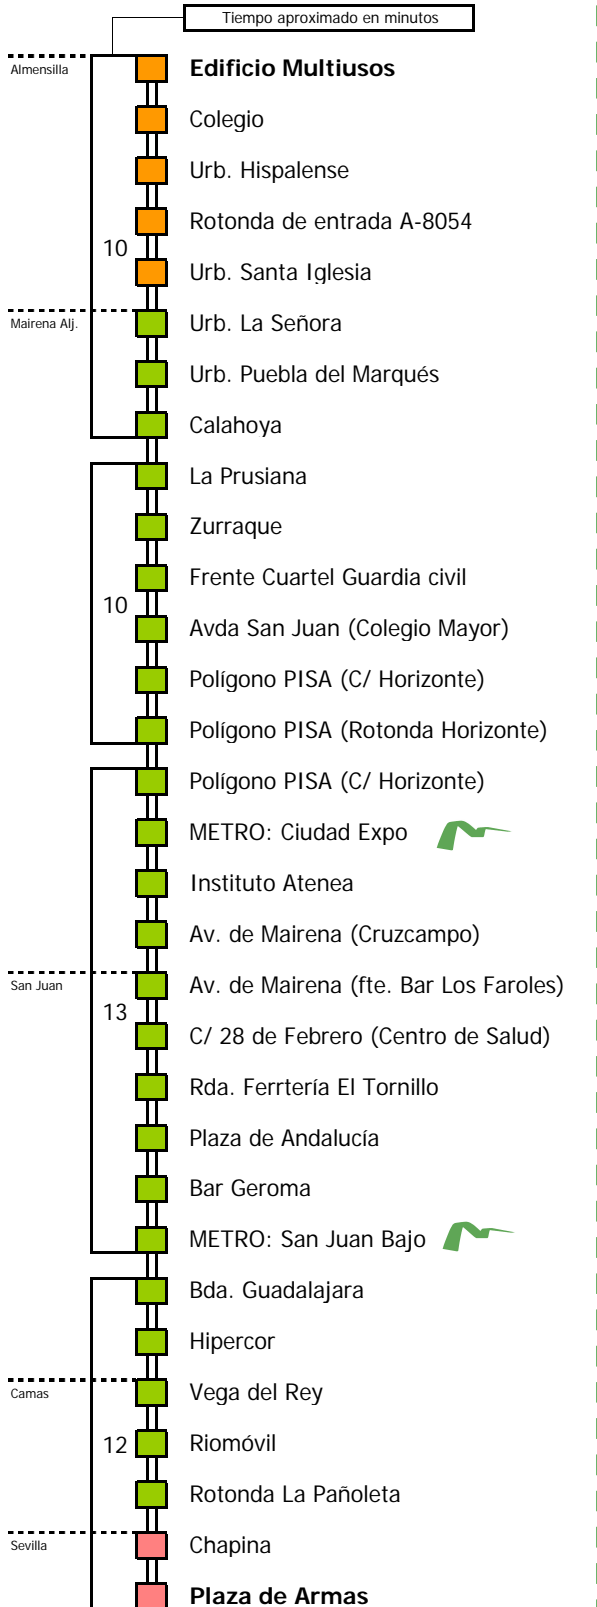 Tiempo aproximado en minutos
Almensilla
Edificio Multiusos
Colegio
Urb. Hispalense
Rotonda de entrada A-8054
10
Urb. Santa Iglesia
Mairena Alj.
Urb. La Señora
Urb. Puebla del Marqués
Calahoya
La Prusiana
Zurraque
Frente Cuartel Guardia civil
10
Avda San Juan (Colegio Mayor)
Polígono PISA (C/ Horizonte)
Polígono PISA (Rotonda Horizonte)
Polígono PISA (C/ Horizonte)
METRO: Ciudad Expo
Instituto Atenea
Av. de Mairena (Cruzcampo)
San Juan
Av. de Mairena (fte. Bar Los Faroles)
13
C/ 28 de Febrero (Centro de Salud)
Rda. Ferrtería El Tornillo
Plaza de Andalucía
Bar Geroma
METRO: San Juan Bajo
Bda. Guadalajara
Hipercor
Camas
Vega del Rey
12
Riomóvil
Rotonda La Pañoleta
Sevilla
Chapina
Plaza de Armas